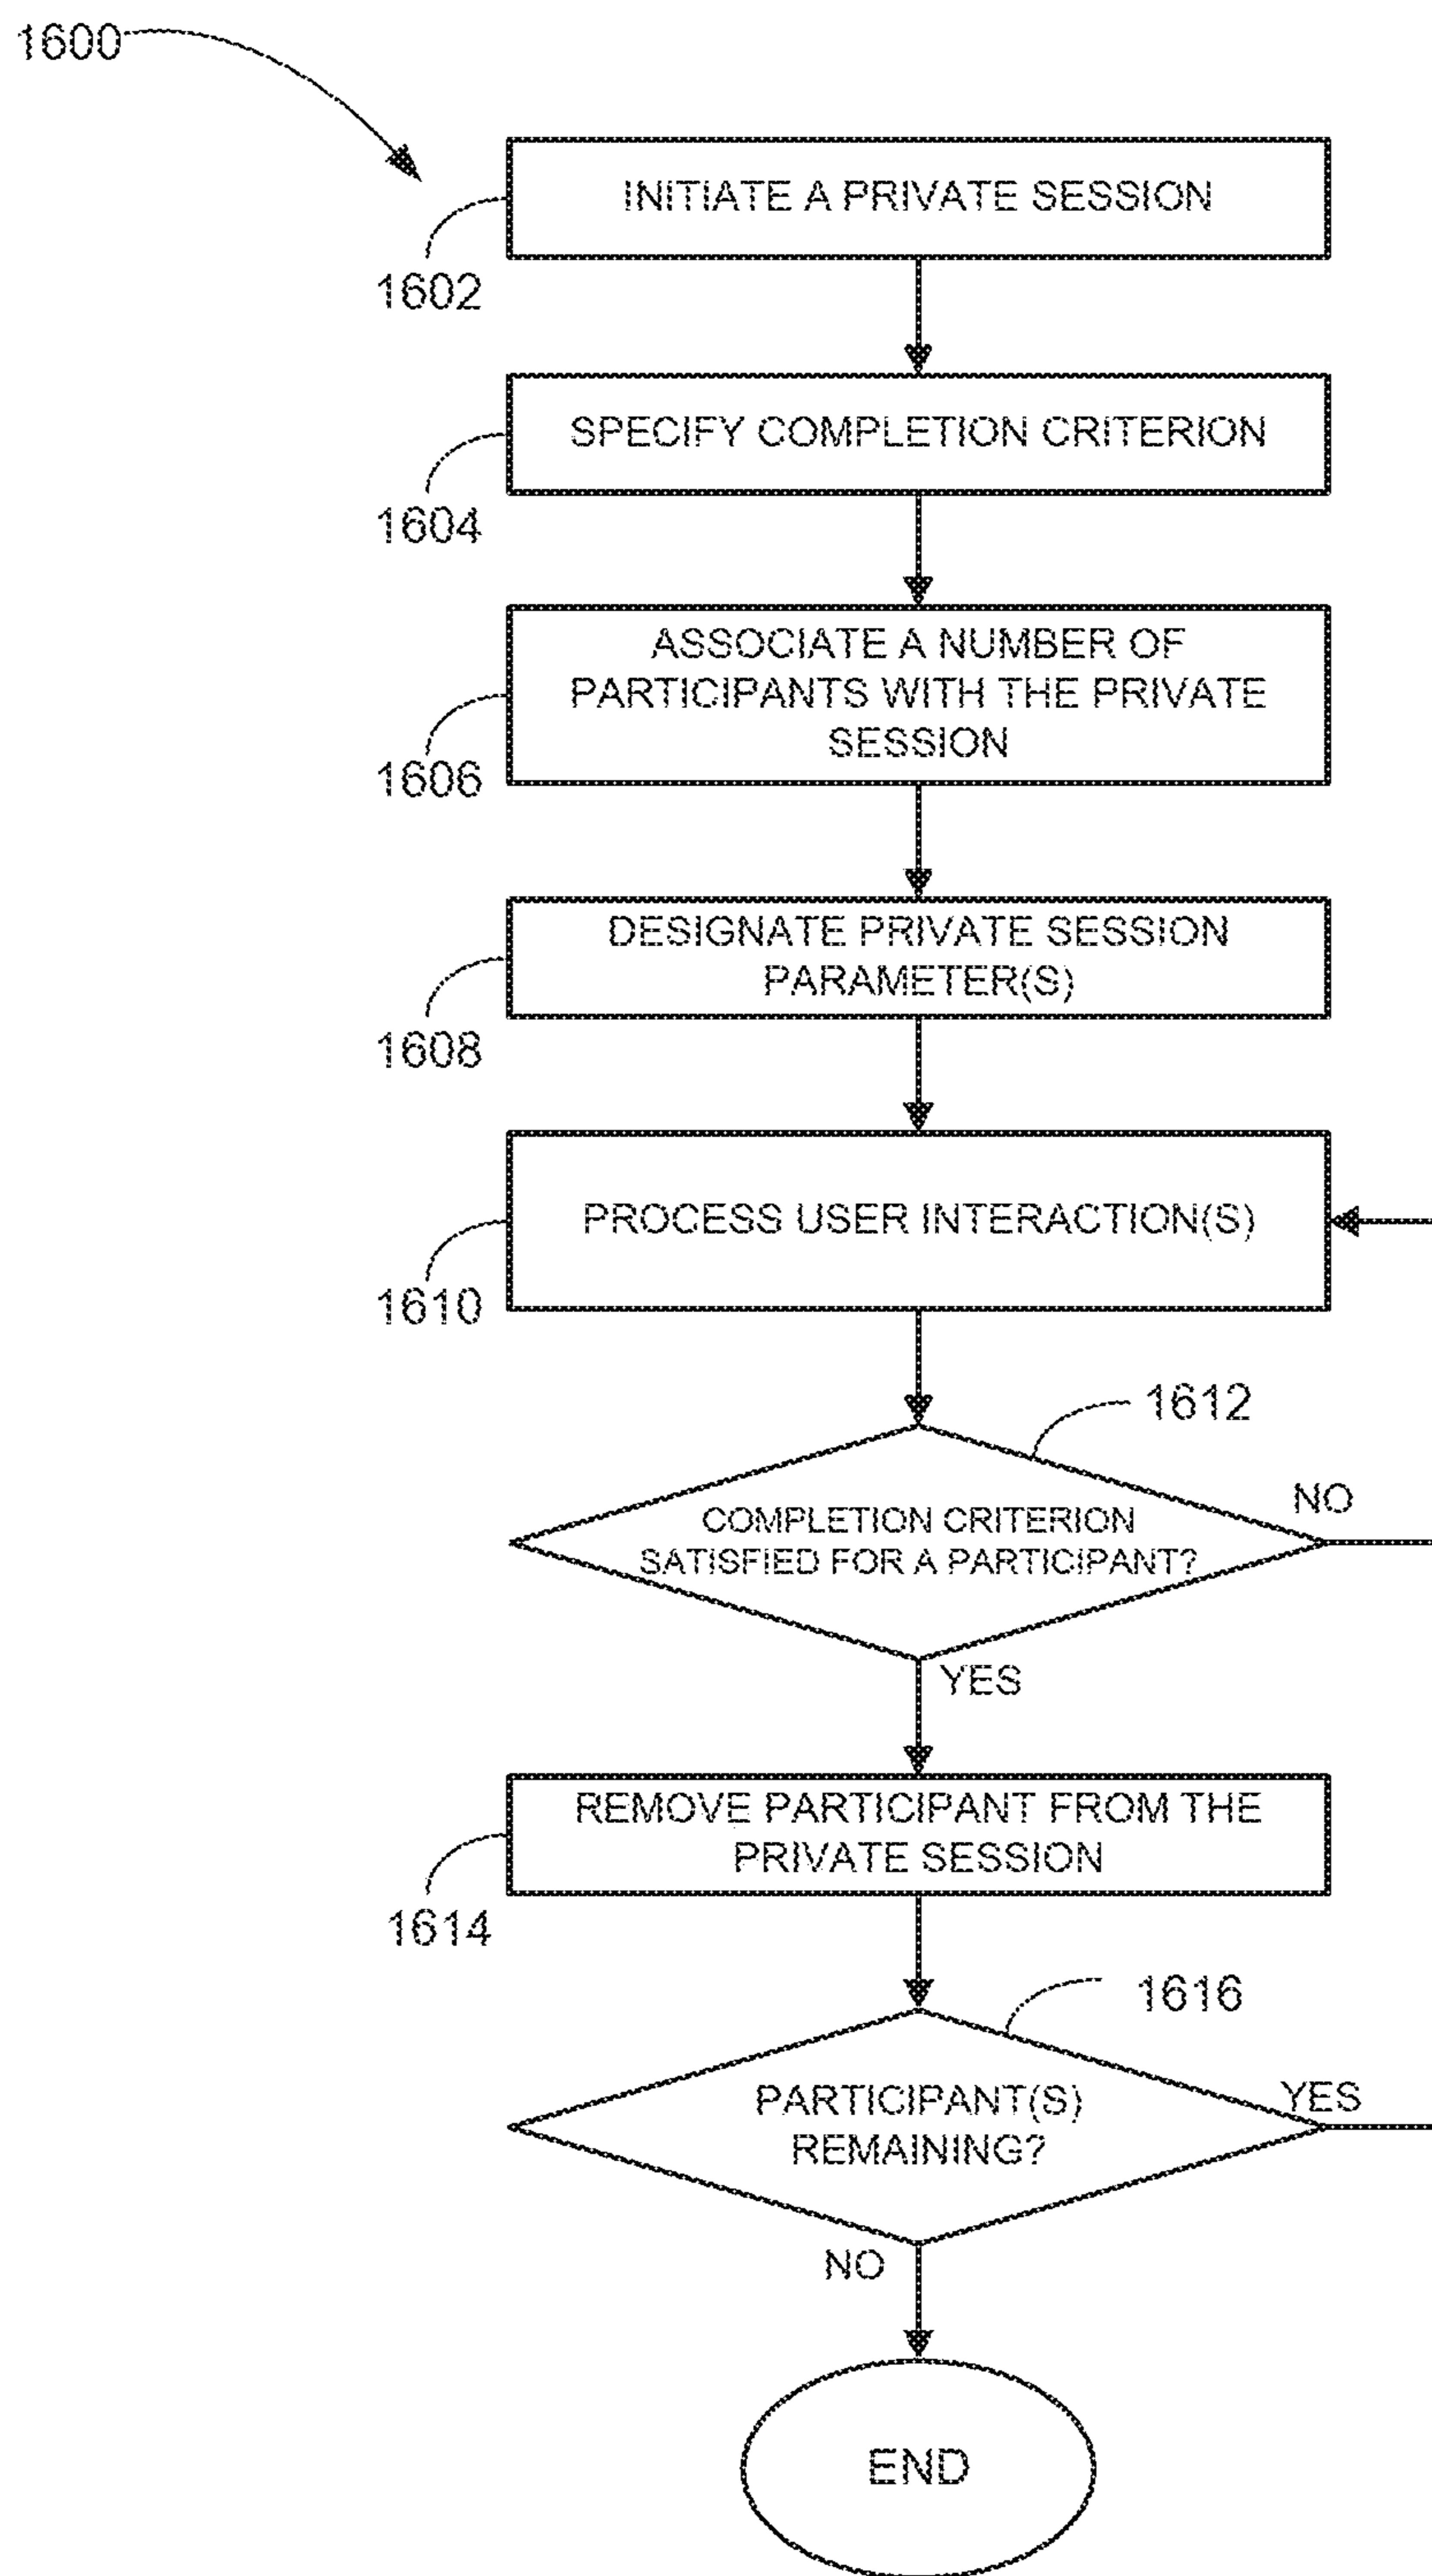 1600
INITIATE A PRIVATE SESSION
1602
SPECIFY COMPLETION CRITERION
1604
ASSOCIATE A NUMBER OF
PARTICIPANTS WITH THE PRIVATE
SESSION
1606
DESIGNATE PRIVATE SESSION
PARAMETER(S)
1608
PROCESS USER INTERACTION(S)
1610
1612
NO
COMPLETION CRITERION
SATISFIED FOR A PARTICIPANT?
YES
REMOVE PARTICIPANT FROM THE
PRIVATE SESSION
1614
1616
YES
PARTICIPANT(S)
REMAINING?
NO
END